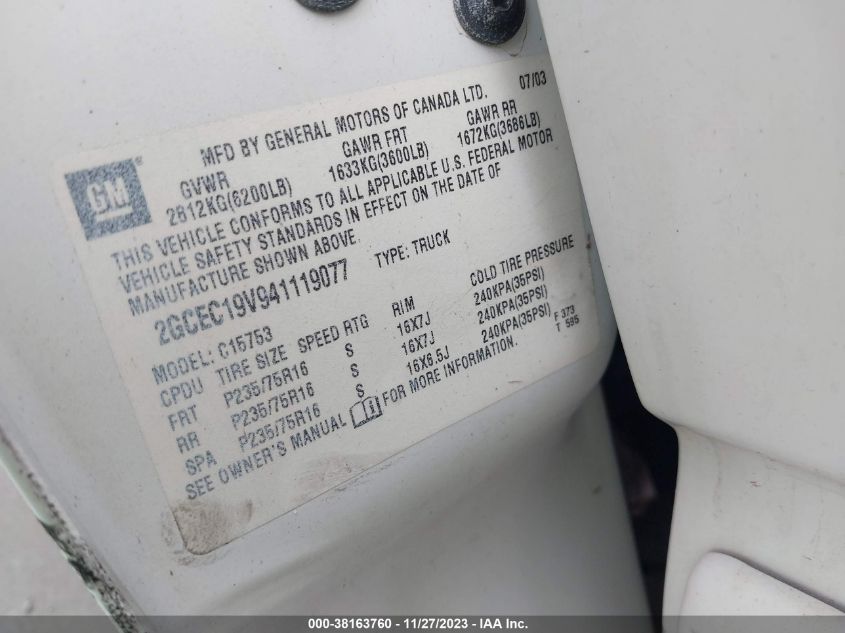 MFD BY GENERAL MOTORS OF CANADA LTD. 07/03
GM
GVWR GAWR FRT GAWR RR
2812KG(6200LB) 1633KG(3600LB) 1672KG(3686LB)
THIS VEHICLE CONFORMS TO ALL APPLICABLE U.S. FEDERAL MOTOR
VEHICLE SAFETY STANDARDS IN EFFECT ON THE DATE OF
MANUFACTURE SHOWN ABOVE
2GCEC19V941119077 TYPE: TRUCK
MODEL: C15753
CPDU TIRE SIZE SPEED RTG RIM COLD TIRE PRESSURE
FRT P235/75R16 S 16X7J 240KPA(35PSI)
RR P235/75R16 S 16X7J 240KPA(35PSI)
SPA P235/75R16 S 16X6.5J 240KPA(35PSI)
SEE OWNER'S MANUAL FOR MORE INFORMATION.
F 373
T 595
000-38163760 - 11/27/2023 - IAA Inc.